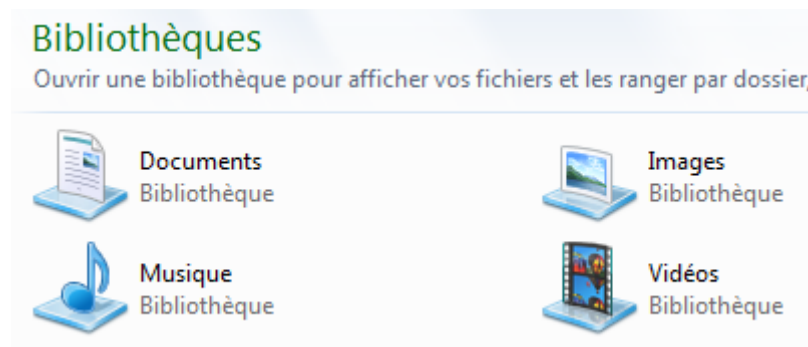 Bibliothèques
Ouvrir une bibliothèque pour afficher vos fichiers et les ranger par dossier,
Documents
Bibliothèque
Images
Bibliothèque
Musique
Bibliothèque
Vidéos
Bibliothèque